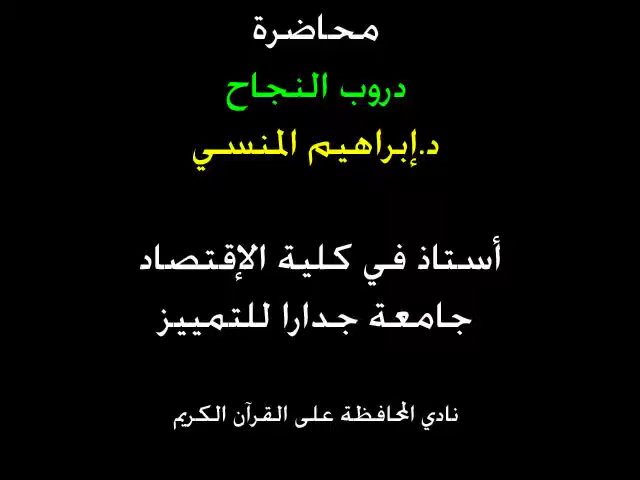 محاضرة
دروب النجاح
د.إبراهيم المنسي
أستاذ في كلية الإقتصاد
جامعة جدارا للتمييز
نادي المحافظة على القرآن الكريم